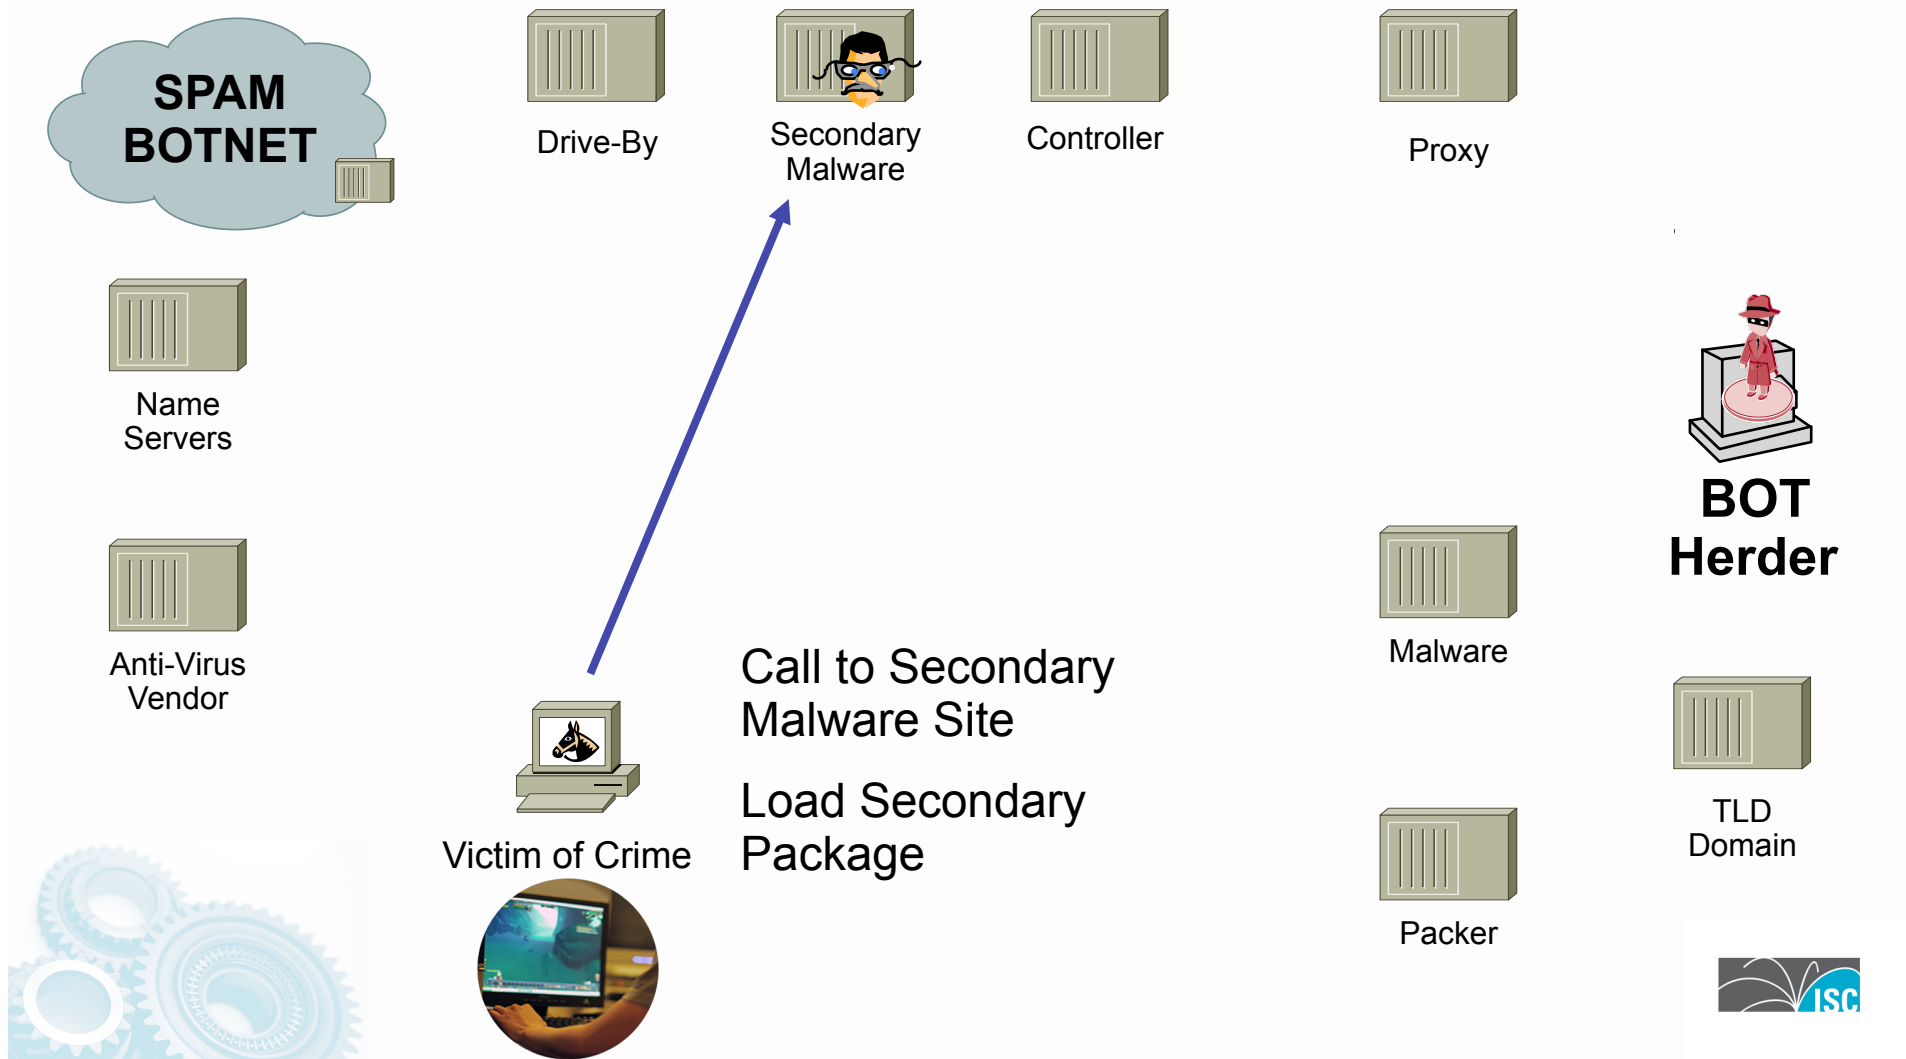 SPAM
BOTNET
Drive-By
Secondary
Malware
Controller
Proxy
Name
Servers
BOT
Herder
Anti-Virus
Vendor
Malware
Call to Secondary
Malware Site
Load Secondary
Package
Victim of Crime
TLD
Domain
Packer
ISC